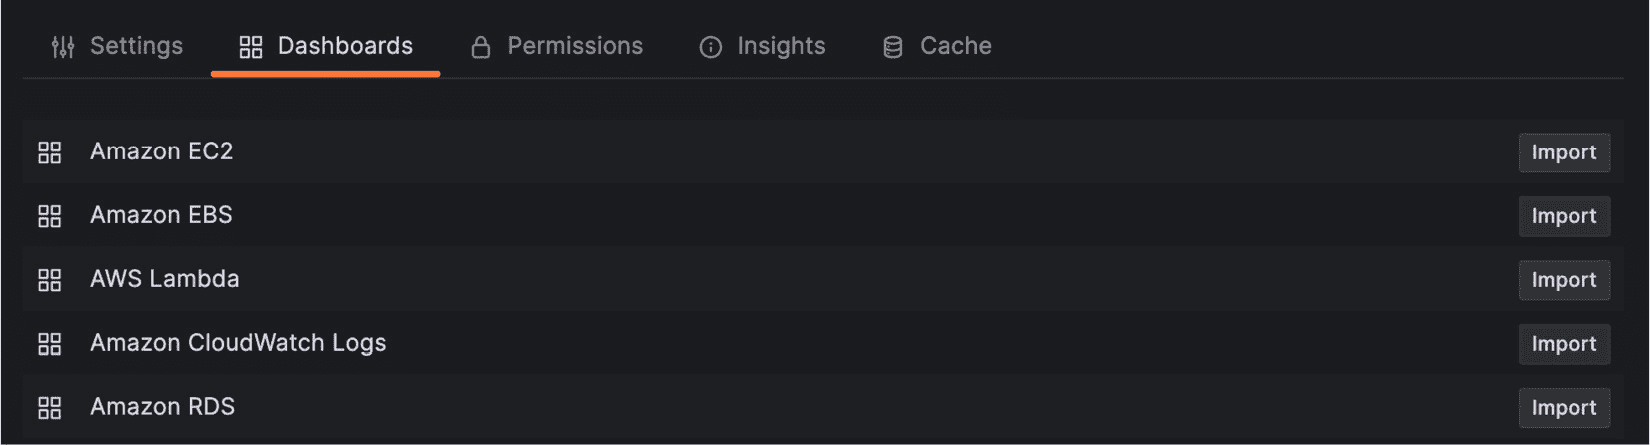 Settings Dashboards Permissions Insights Cache
Amazon EC2 Import
Amazon EBS Import
AWS Lambda Import
Amazon CloudWatch Logs Import
Amazon RDS Import